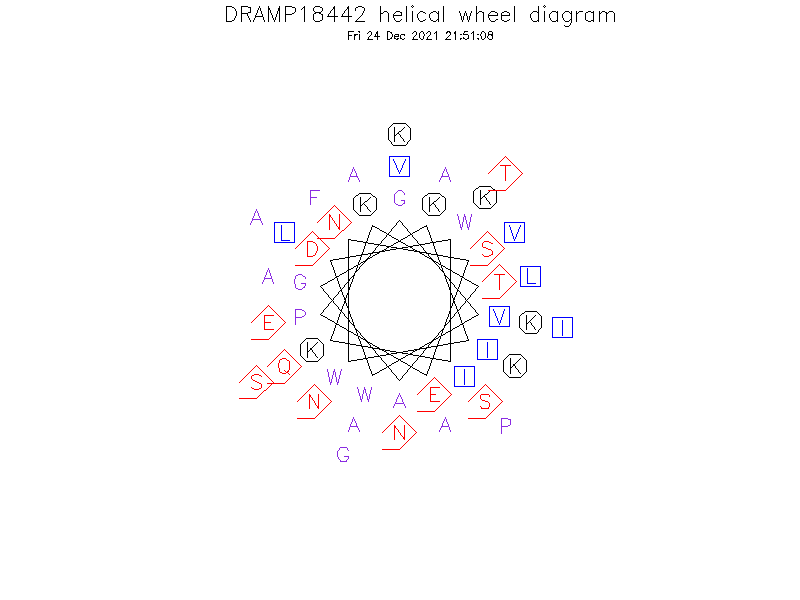 DRAMP18442 helical wheel diagram
Fri 24 Dec 2021 21:51:08
K
V
A A T
F K G K K
A N W
L D S V
A G T L
E P V K I
K I
S Q W I K
N W A E S
A N A P
G